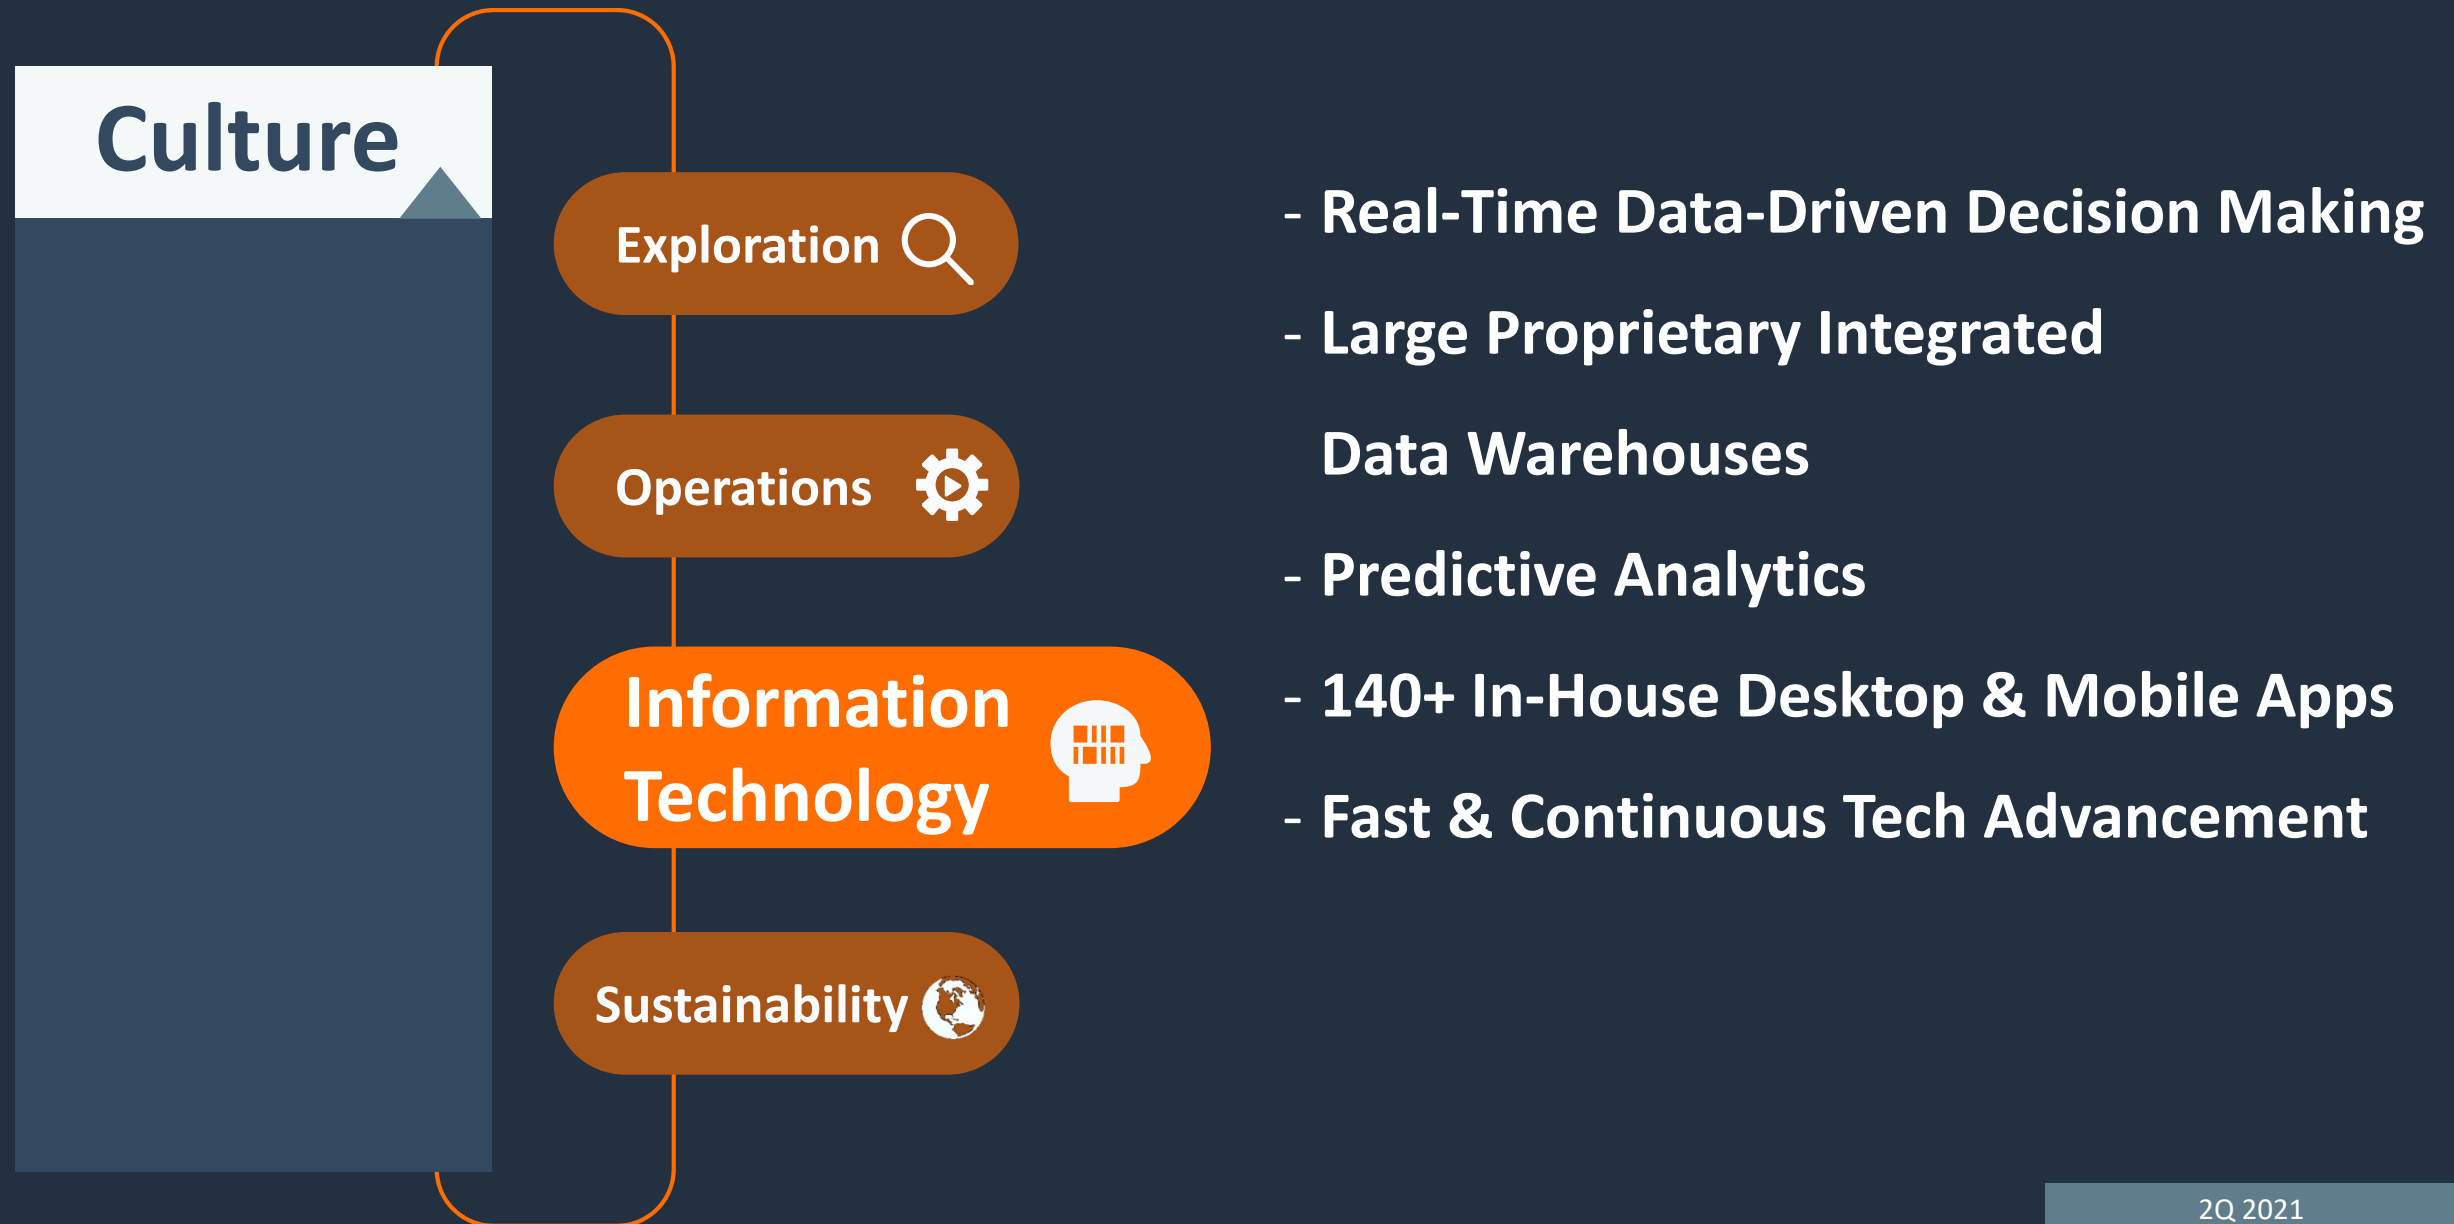 Culture
Exploration
Operations
Information
Technology
Sustainability
- Real-Time Data-Driven Decision Making
- Large Proprietary Integrated
Data Warehouses
- Predictive Analytics
- 140+ In-House Desktop & Mobile Apps
- Fast & Continuous Tech Advancement
2Q 2021